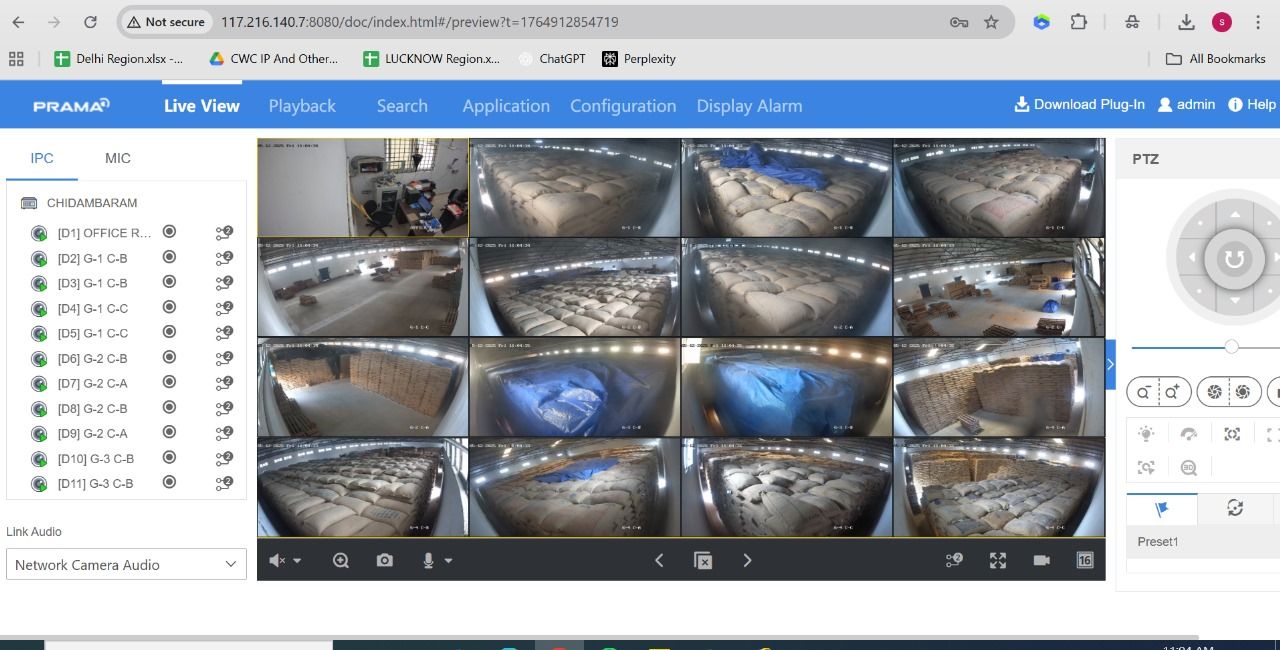 Not secure 117.216.140.7:8080/doc/index.html#/preview?t=1764912854719 s
Delhi Region.xlsx -... CWC IP And Other... LUCKNOW Region.x... ChatGPT Perplexity All Bookmarks
PRAMA Live View Playback Search Application Configuration Display Alarm Download Plug-In admin Help
IPC MIC
CHIDAMBARAM
[D1] OFFICE R...
[D2] G-1 C-B
[D3] G-1 C-B
[D4] G-1 C-C
[D5] G-1 C-C
[D6] G-2 C-B
[D7] G-2 C-A
[D8] G-2 C-B
[D9] G-2 C-A
[D10] G-3 C-B
[D11] G-3 C-B
Link Audio
Network Camera Audio
16
PTZ
3D
Preset1